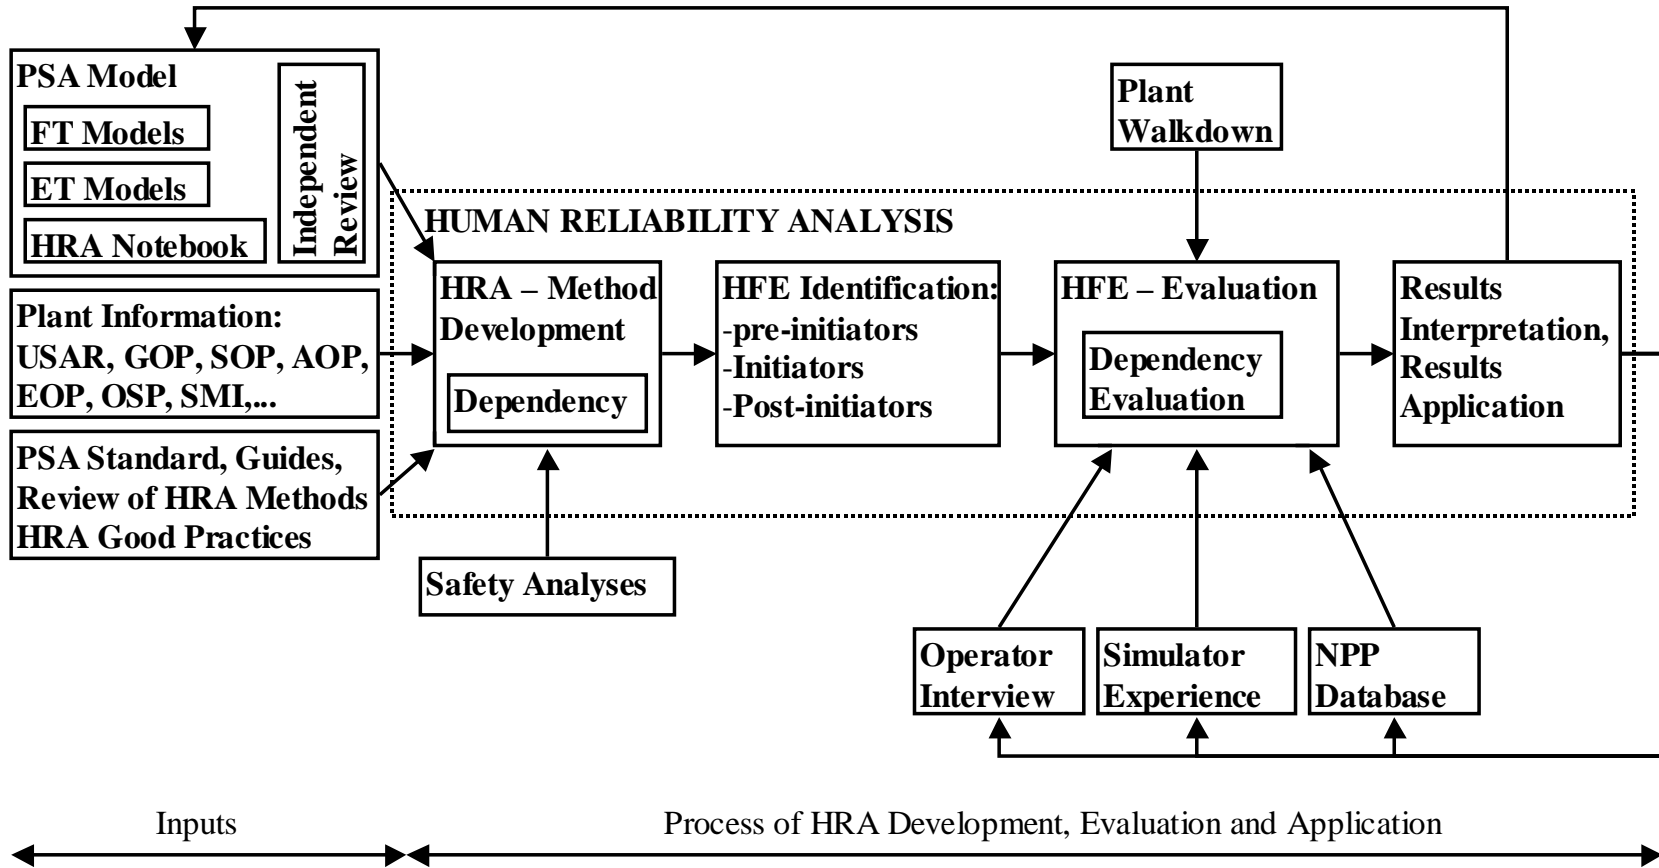 PSA Model
FT Models
ET Models
HRA Notebook
Independent
Review
Plant Information:
USAR, GOP, SOP, AOP,
EOP, OSP, SMI,...
PSA Standard, Guides,
Review of HRA Methods
HRA Good Practices
Plant
Walkdown
HUMAN RELIABILITY ANALYSIS
HRA – Method
Development
Dependency
HFE Identification:
-pre-initiators
-Initiators
-Post-initiators
HFE – Evaluation
Dependency
Evaluation
Results
Interpretation,
Results
Application
Safety Analyses
Operator
Interview
Simulator
Experience
NPP
Database
Inputs
Process of HRA Development, Evaluation and Application